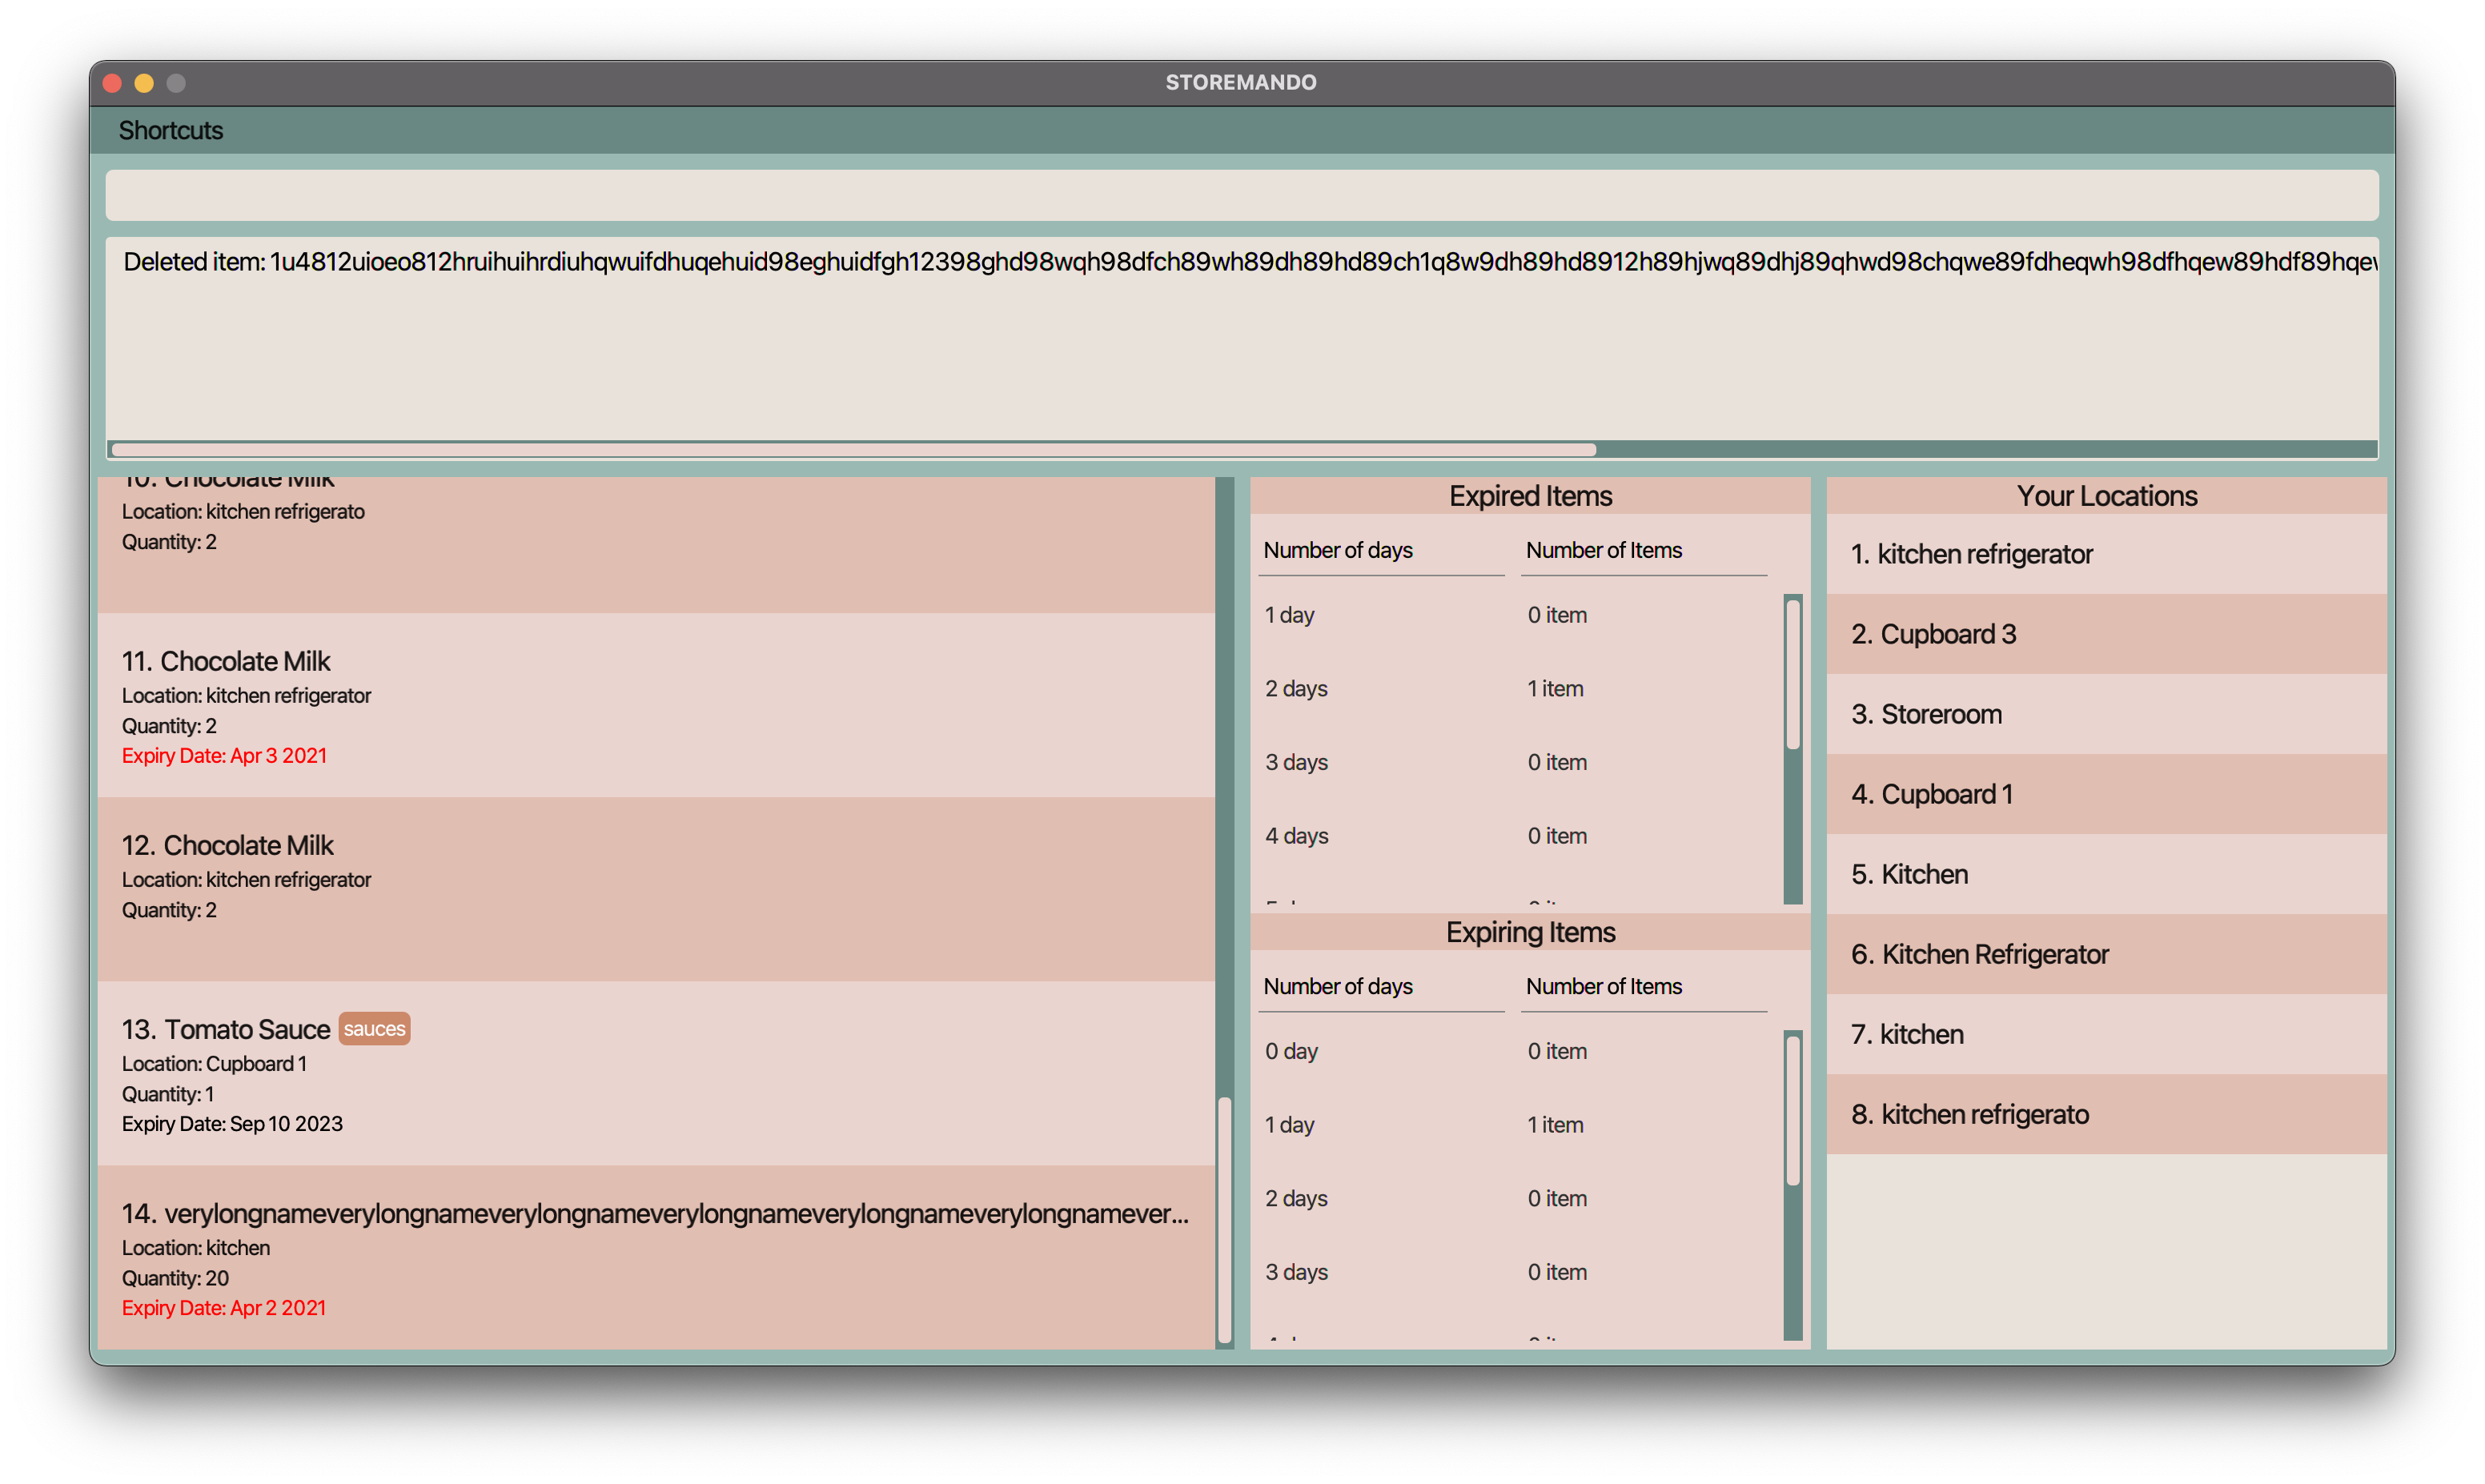 STOREMANDO
Shortcuts
Deleted item: 1u4812uioeo812hruihuihrdiuhqwuifdhuqehuid98eghuidfgh12398ghd98wqh98dfch89wh89dh89hd89ch1q8w9dh89hd8912h89hjwq89dhj89qhwd98chqwe89fdheqwh98dfhqew89hdf89hqew
10. Chocolate Milk
Location: kitchen refrigerato
Quantity: 2
11. Chocolate Milk
Location: kitchen refrigerator
Quantity: 2
Expiry Date: Apr 3 2021
12. Chocolate Milk
Location: kitchen refrigerator
Quantity: 2
13. Tomato Sauce sauces
Location: Cupboard 1
Quantity: 1
Expiry Date: Sep 10 2023
14. verylongnameverylongnameverylongnameverylongnameverylongnameverylongnamever...
Location: kitchen
Quantity: 20
Expiry Date: Apr 2 2021
Expired Items
Number of days Number of Items
1 day 0 item
2 days 1 item
3 days 0 item
4 days 0 item
Expiring Items
Number of days Number of Items
0 day 0 item
1 day 1 item
2 days 0 item
3 days 0 item
Your Locations
1. kitchen refrigerator
2. Cupboard 3
3. Storeroom
4. Cupboard 1
5. Kitchen
6. Kitchen Refrigerator
7. kitchen
8. kitchen refrigerato